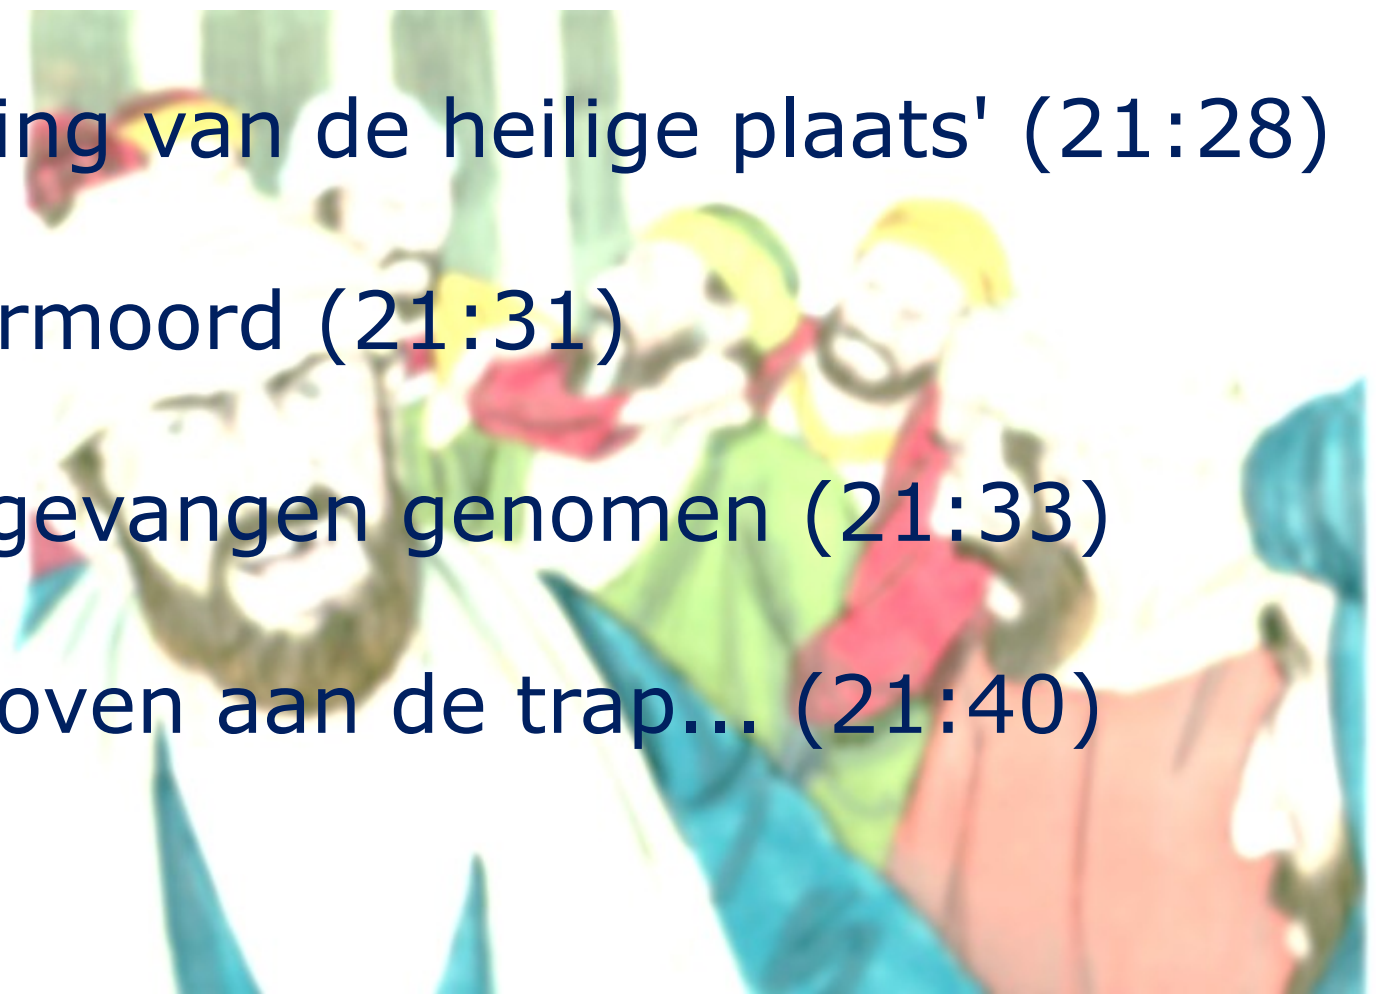 ing van de heilige plaats' (21:28)
rmoord (21:31)
gevangen genomen (21:33)
oven aan de trap... (21:40)